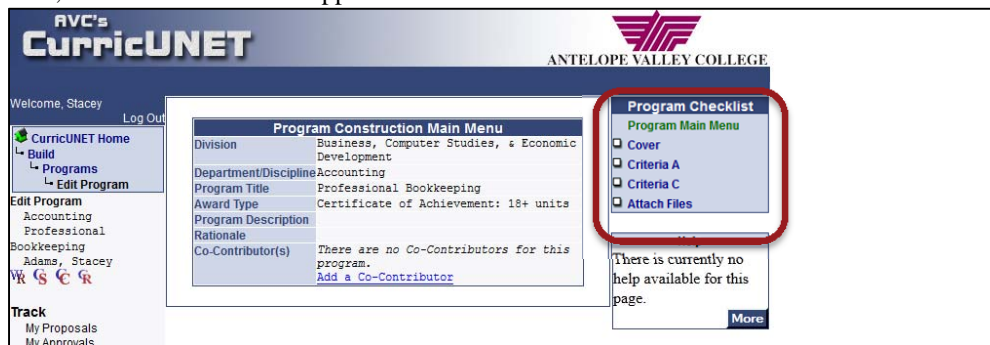 AVC's
CurricUNET
ANTELOPE VALLEY COLLEGE
Welcome, Stacey
Log Out
CurricUNET Home
Build
Programs
Edit Program
Edit Program
Accounting
Professional
Bookkeeping
Adams, Stacey
WR CS CC CR
Track
My Proposals
My Approvals
Program Construction Main Menu
Division Business, Computer Studies, & Economic
Development
Department/Discipline Accounting
Program Title Professional Bookkeeping
Award Type Certificate of Achievement: 18+ units
Program Description
Rationale
Co-Contributor(s) There are no Co-Contributors for this
program.
Add a Co-Contributor
Program Checklist
Program Main Menu
Cover
Criteria A
Criteria C
Attach Files
There is currently no
help available for this
page.
More